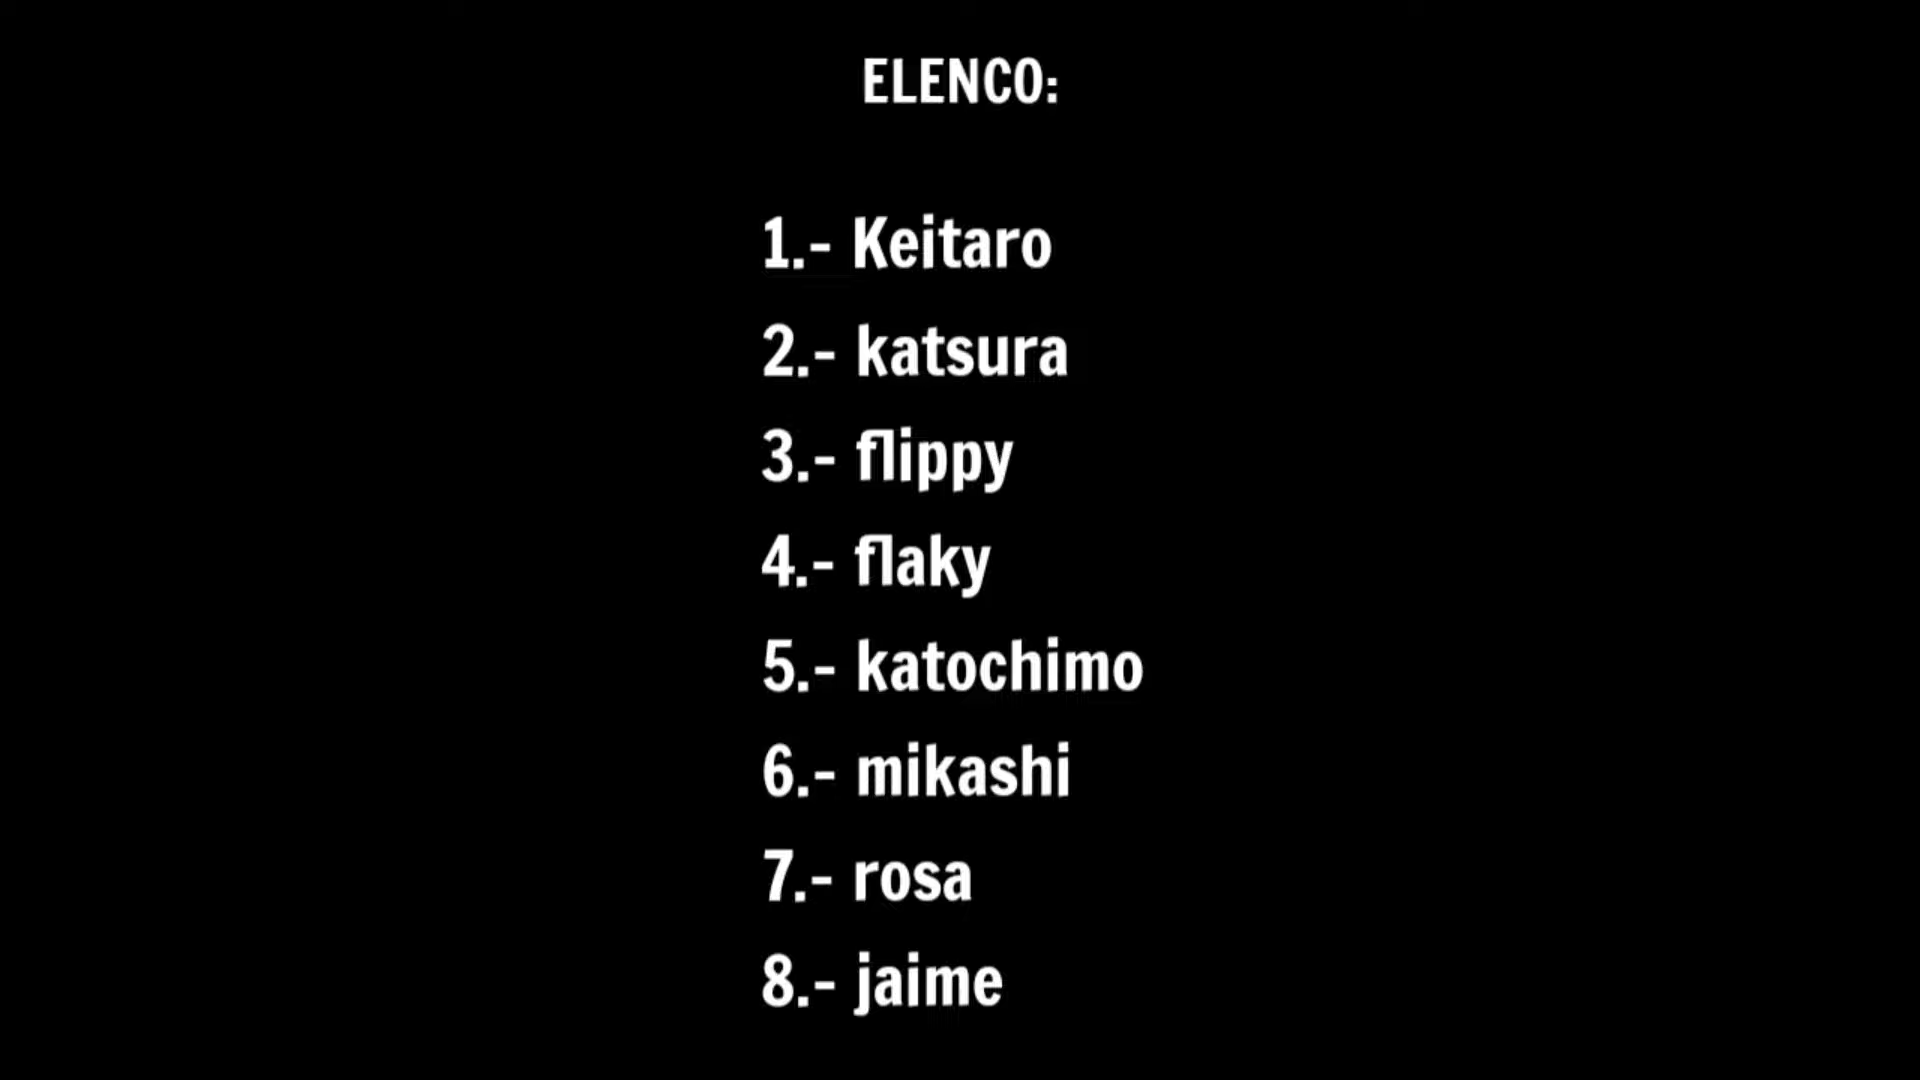 ELENCO:
1.- Keitaro
2.- katsura
3.- flippy
4.- flaky
5.- katochimo
6.- mikashi
7.- rosa
8.- jaime